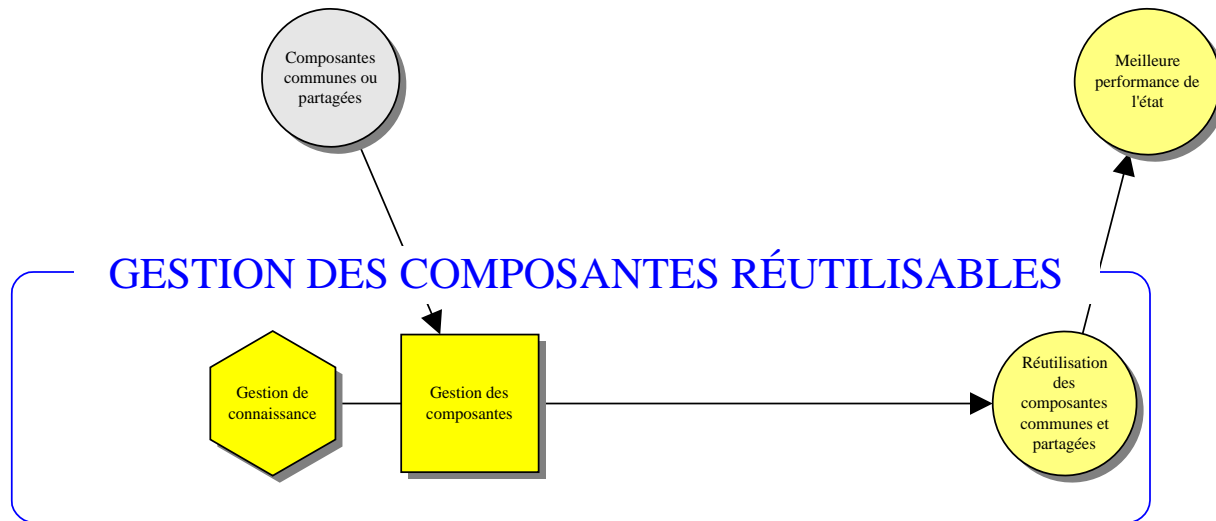 Composantes
communes ou
partagées
Meilleure
performance de
l'état
GESTION DES COMPOSANTES RÉUTILISABLES
Gestion de
connaissance
Gestion des
composantes
Réutilisation
des
composantes
communes et
partagées